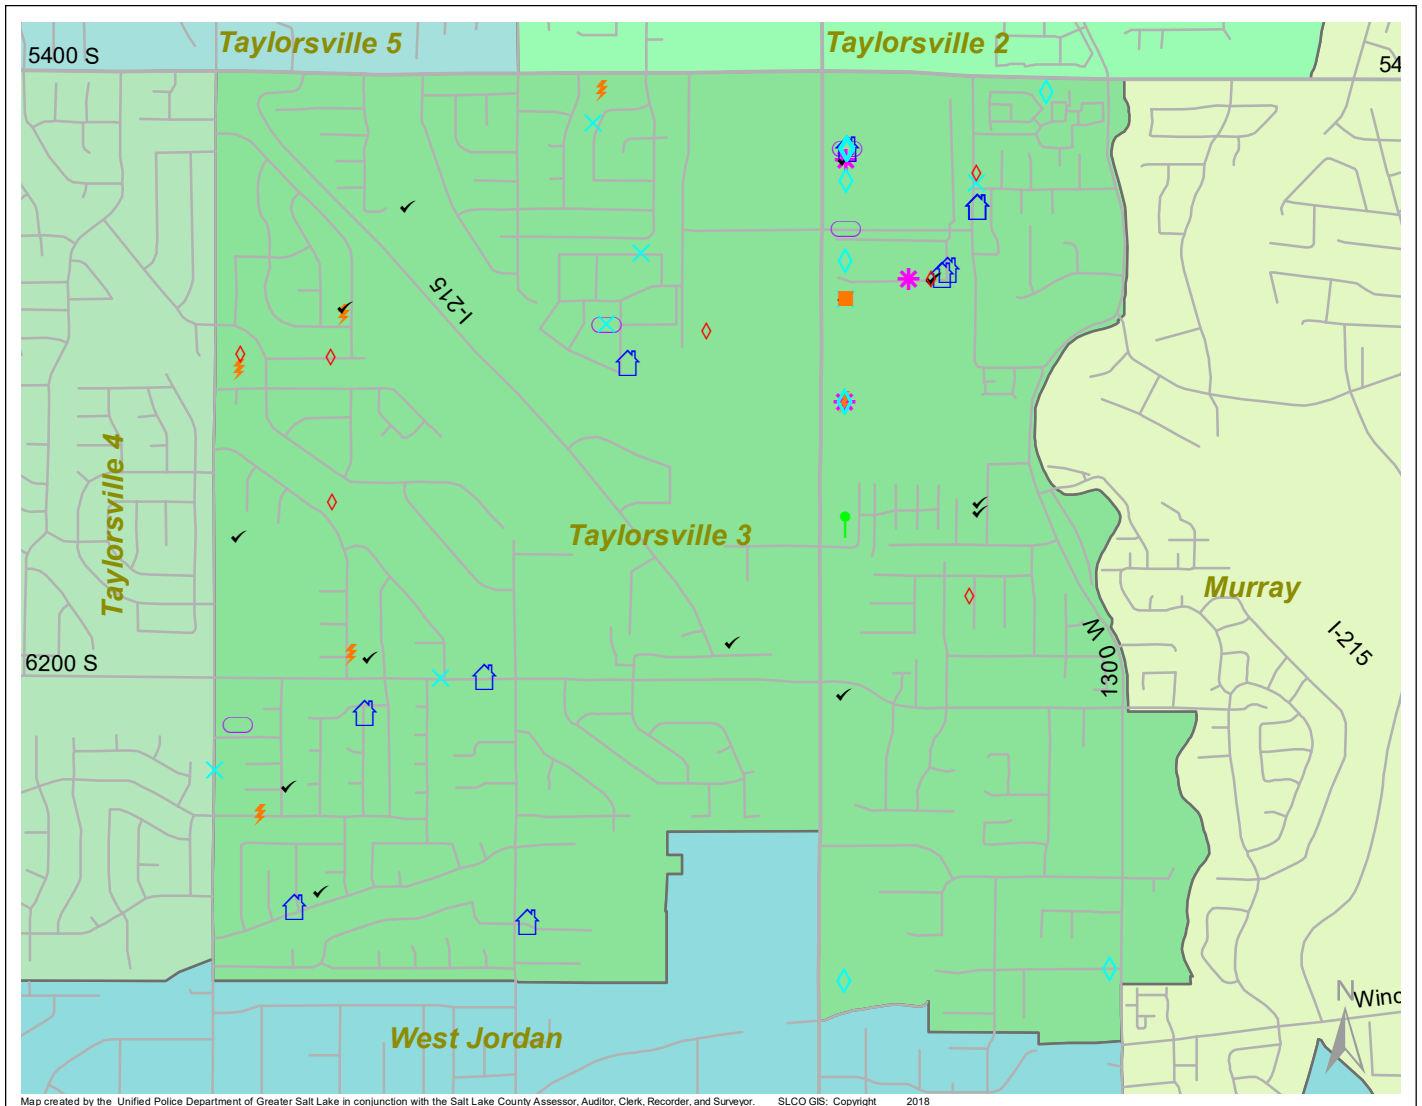 Taylorsville 5
Taylorsville 2
5400 S
54
I-215
Taylorsville 4
Taylorsville 3
Murray
1300 W
I-215
6200 S
N
Winc
West Jordan
Map created by the Unified Police Department of Greater Salt Lake in conjunction with the Salt Lake County Assessor, Auditor, Clerk, Recorder, and Surveyor. SLCO GIS: Copyright 2018